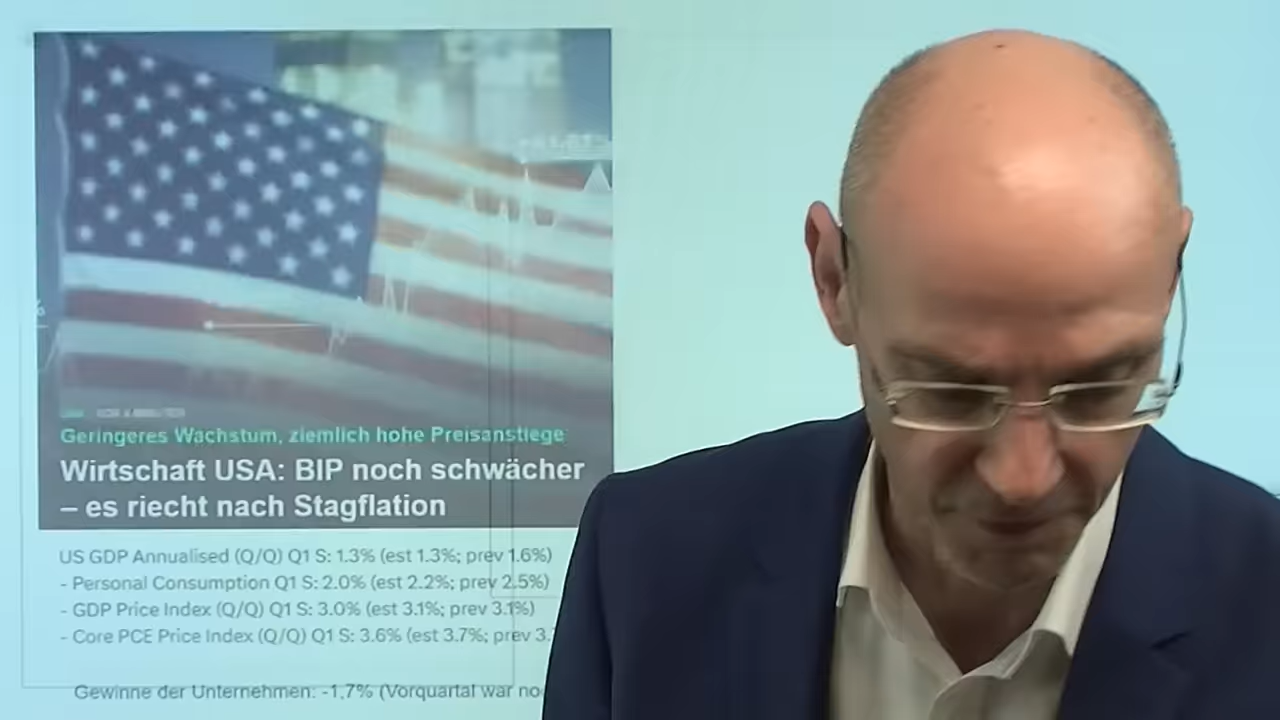 Geringeres Wachstum, ziemlich hohe Preisanstiege
Wirtschaft USA: BIP noch schwächer
– es riecht nach Stagflation
US GDP Annualised (Q/Q) Q1 S: 1.3% (est 1.3%; prev 1.6%)
- Personal Consumption Q1 S: 2.0% (est 2.2%; prev 2.5%)
- GDP Price Index (Q/Q) Q1 S: 3.0% (est 3.1%; prev 3.1%)
- Core PCE Price Index (Q/Q) Q1 S: 3.6% (est 3.7%; prev 3.
Gewinne der Unternehmen: -1,7% (Vorquartal war no